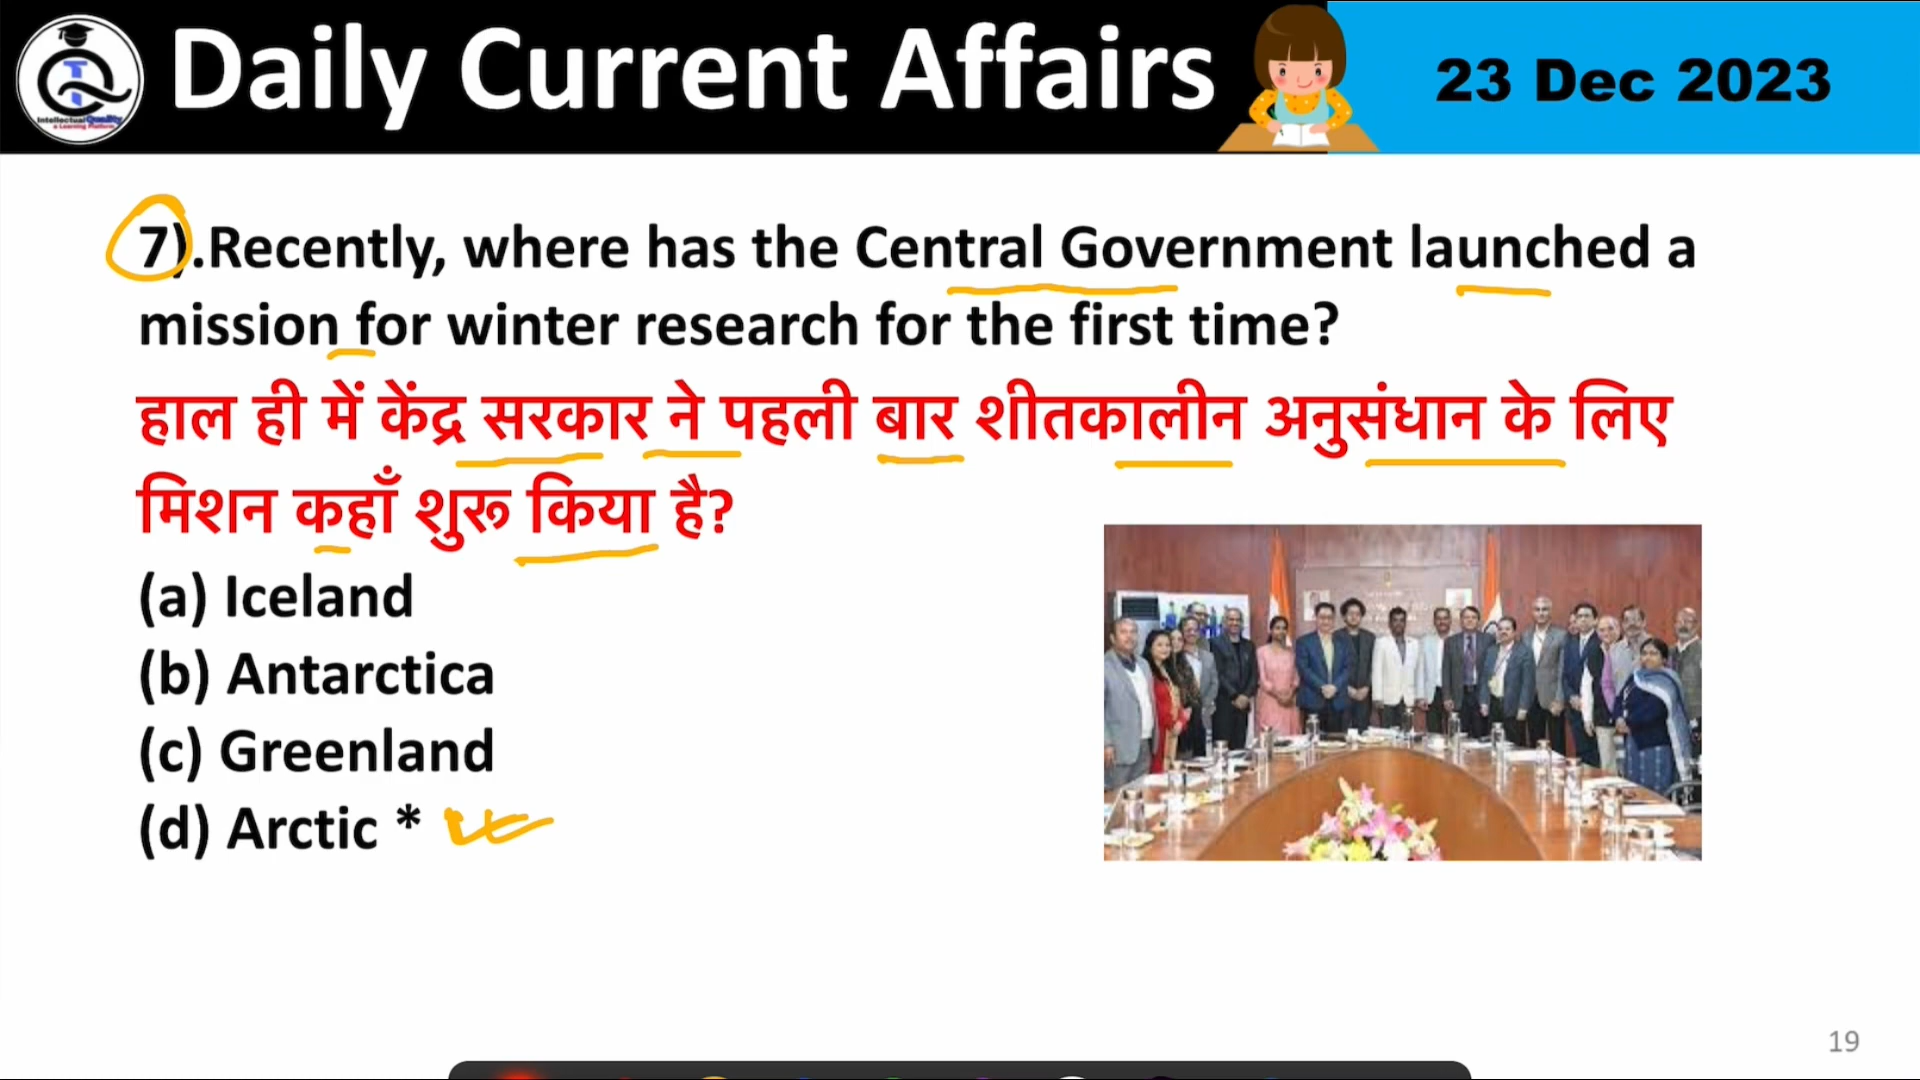 Daily Current Affairs
23 Dec 2023
7).Recently, where has the Central Government launched a
mission for winter research for the first time?
हाल ही में केंद्र सरकार ने पहली बार शीतकालीन अनुसंधान के लिए
मिशन कहाँ शुरू किया है?
(a) Iceland
(b) Antarctica
(c) Greenland
(d) Arctic *
19